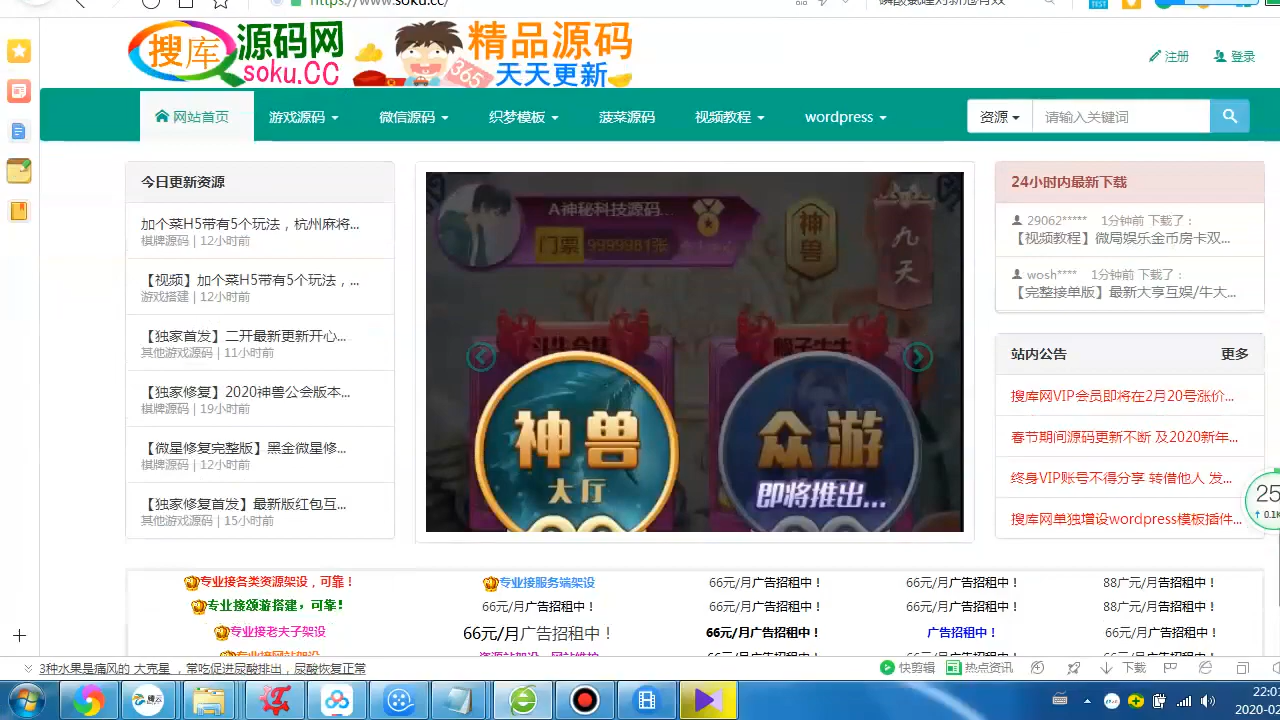 https://www.soku.cc/
搜库源码网
soku.CC
精品源码
365天天更新
注册 登录
网站首页 游戏源码 微信源码 织梦模板 菠菜源码 视频教程 wordpress 资源 请输入关键词
今日更新资源
加个菜H5带有5个玩法，杭州麻将...
棋牌源码 | 12小时前
【视频】加个菜H5带有5个玩法，...
游戏搭建 | 12小时前
【独家首发】二开最新更新开心...
其他游戏源码 | 11小时前
【独家修复】2020神兽公会版本...
棋牌源码 | 19小时前
【微星修复完整版】黑金微星修...
棋牌源码 | 12小时前
【独家修复首发】最新版红包互...
其他游戏源码 | 15小时前
A神秘科技源码...
门票 9999981张
神兽
九天
神兽
大厅
众游
即将推出...
24小时内最新下载
29062***** 1分钟前 下载了：
【视频教程】微局娱乐金币房卡双...
wosh**** 1分钟前 下载了：
【完整接单版】最新大亨互娱/牛大...
站内公告 更多
搜库网VIP会员即将在2月20号涨价...
春节期间源码更新不断 及2020新年...
终身VIP账号不得分享 转借他人 发...
搜库网单独增设wordpress模板插件...
25
0.1K
专业接各类资源架设，可靠！ 专业接服务端架设 66元/月广告招租中！ 66元/月广告招租中！ 88广元/月告招租中！
专业接颂游搭建，可靠！ 66元/月广告招租中！ 66元/月广告招租中！ 66元/月广告招租中！ 88广元/月告招租中！
专业接老夫子架设 66元/月广告招租中！ 66元/月广告招租中！ 广告招租中！ 66元/月广告招租中！
3种水果是痛风的 大克星 ，常吃促进尿酸排出，尿酸恢复正常
快剪辑 热点资讯 下载
腾云
22:01
2020-02